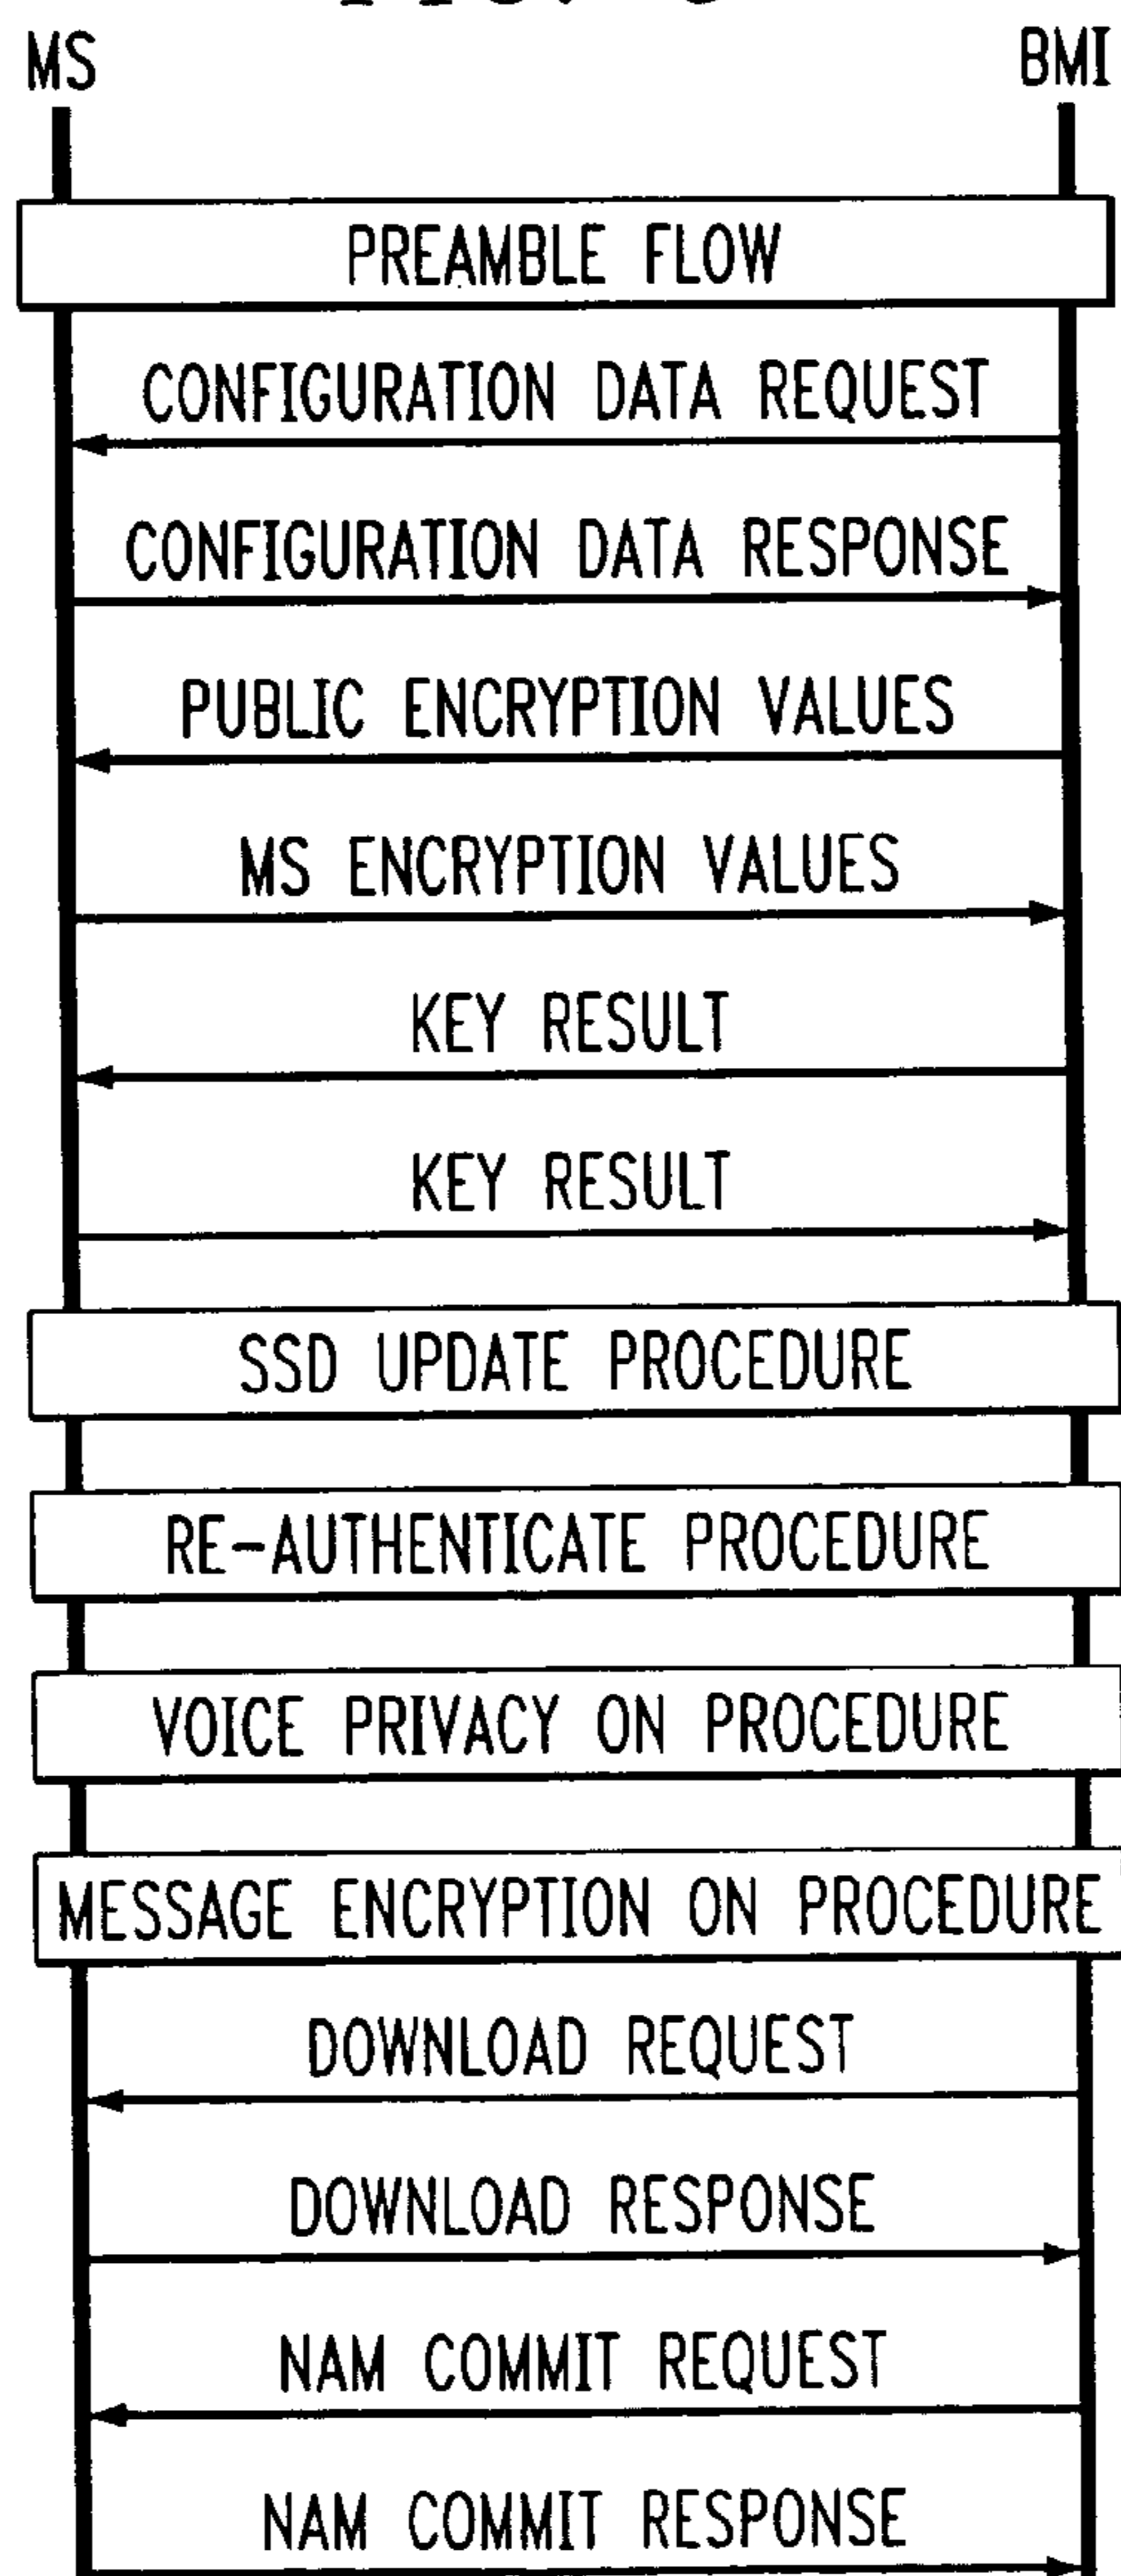 MS BMI
PREAMBLE FLOW
CONFIGURATION DATA REQUEST
CONFIGURATION DATA RESPONSE
PUBLIC ENCRYPTION VALUES
MS ENCRYPTION VALUES
KEY RESULT
KEY RESULT
SSD UPDATE PROCEDURE
RE-AUTHENTICATE PROCEDURE
VOICE PRIVACY ON PROCEDURE
MESSAGE ENCRYPTION ON PROCEDURE
DOWNLOAD REQUEST
DOWNLOAD RESPONSE
NAM COMMIT REQUEST
NAM COMMIT RESPONSE